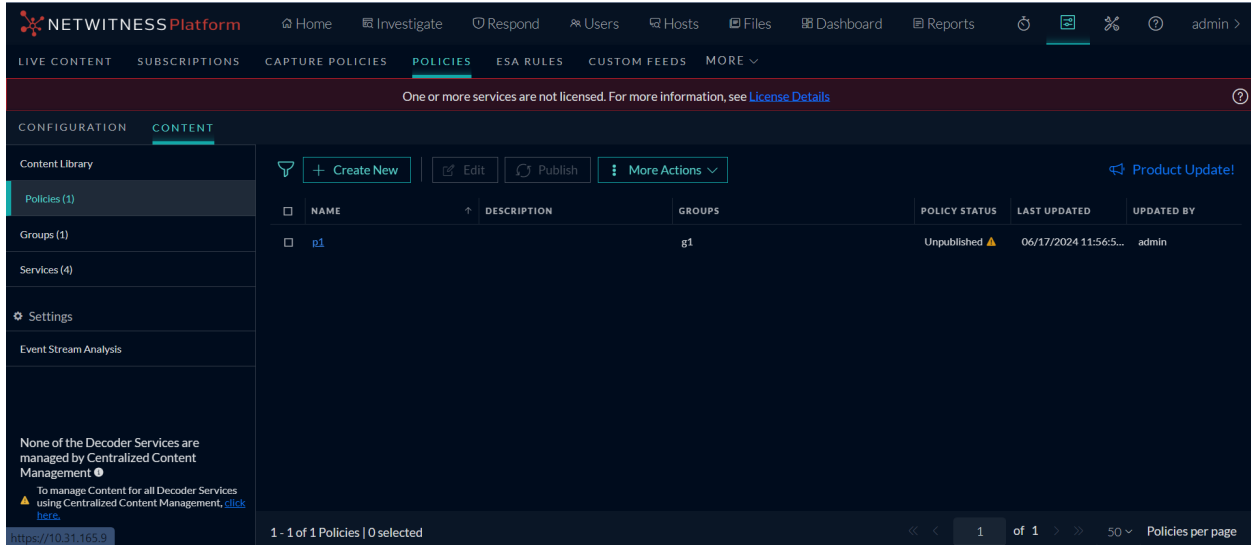 NETWITNESS Platform Home Investigate Respond Users Hosts Files Dashboard Reports admin >
LIVE CONTENT SUBSCRIPTIONS CAPTURE POLICIES POLICIES ESA RULES CUSTOM FEEDS MORE
One or more services are not licensed. For more information, see License Details
CONFIGURATION CONTENT
Content Library
Policies (1)
Groups (1)
Services (4)
Settings
Event Stream Analysis
None of the Decoder Services are
managed by Centralized Content
Management
To manage Content for all Decoder Services
using Centralized Content Management, click
here.
https://10.31.165.9
+ Create New Edit Publish More Actions Product Update!
NAME DESCRIPTION GROUPS POLICY STATUS LAST UPDATED UPDATED BY
p1 g1 Unpublished 06/17/2024 11:56:5... admin
1 - 1 of 1 Policies | 0 selected << < 1 of 1 > >> 50 Policies per page